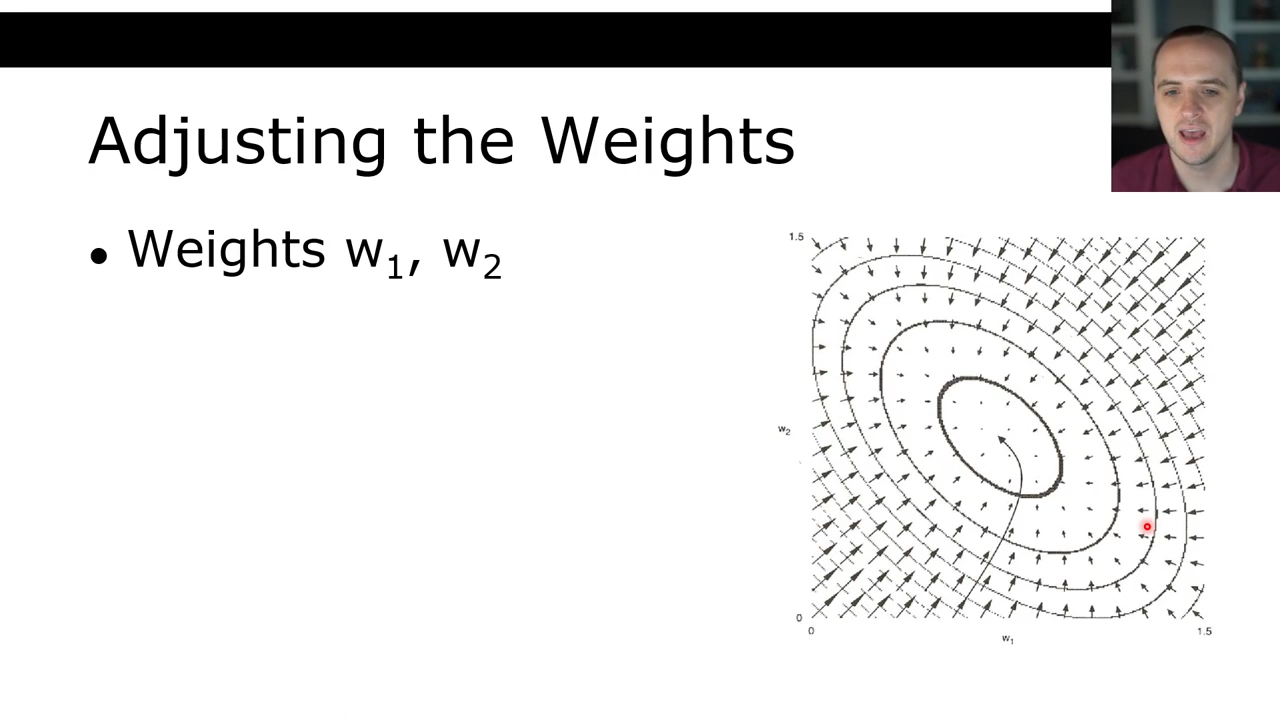 Adjusting the Weights
• Weights w₁, w₂
1.5
w₂
0
0
w₁
1.5